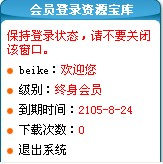 会员登录资源宝库
保持登录状态，请不要关闭
该窗口。
beike：欢迎您
级别：终身会员
到期时间：2105-8-24
下载次数：0
退出系统